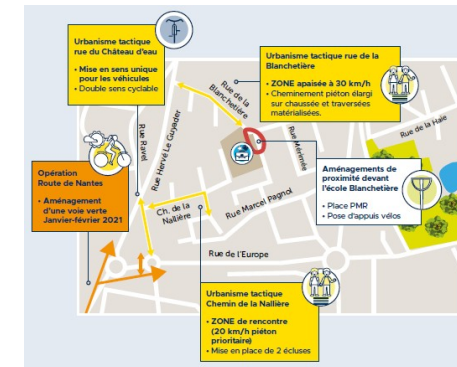 Urbanisme tactique
rue du Château d'eau
• Mise en sens unique
pour les véhicules
• Double sens cyclable
Urbanisme tactique rue de la
Blanchetière
• ZONE apaisée à 30 km/h
• Cheminement piéton élargi
sur chaussée et traversées
matérialisées.
Rue de la
Blanchetière
Rue Hervé Le Guyader
Rue Ravel
Rue Mérimée
Rue de la Haie
Opération
Route de Nantes
• Aménagement
d'une voie verte
Janvier-février 2021
Aménagements de
proximité devant
l'école Blanchetière
• Place PMR
• Pose d'appuis vélos
Ch. de la
Nallière
Rue Marcel pagnol
Rue de l'Europe
Urbanisme tactique
Chemin de la Nallière
• ZONE de rencontre
(20 km/h piéton
prioritaire)
• Mise en place de 2 écluses